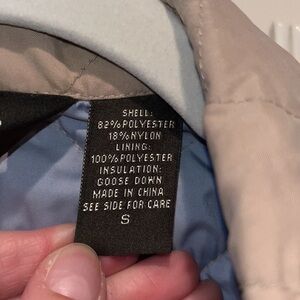 SHELL:
82%POLYESTER
18%NYLON
LINING:
100%POLYESTER
INSULATION:
GOOSE DOWN
MADE IN CHINA
SEE SIDE FOR CARE
S